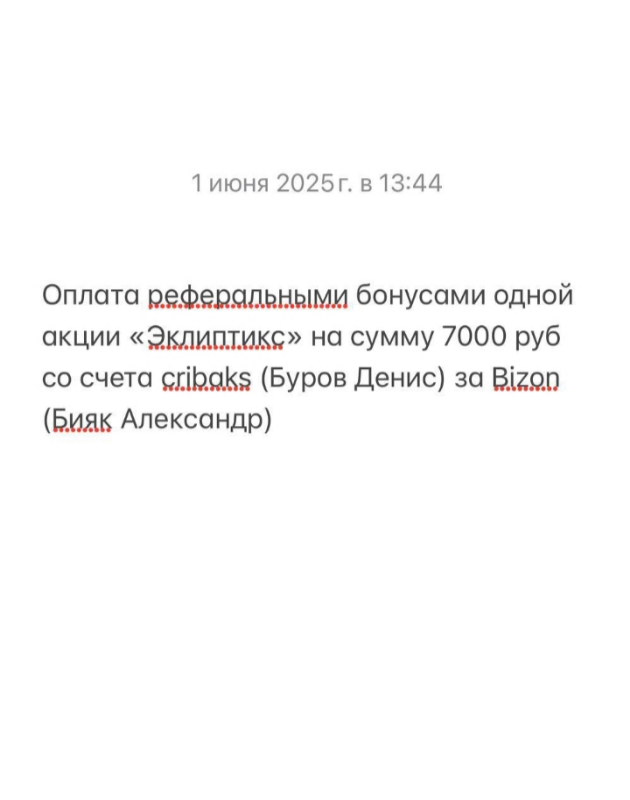 1 июня 2025 г. в 13:44
Оплата реферальными бонусами одной
акции «Эклиптикс» на сумму 7000 руб
со счета cribaks (Буров Денис) за Bizon
(Бияк Александр)